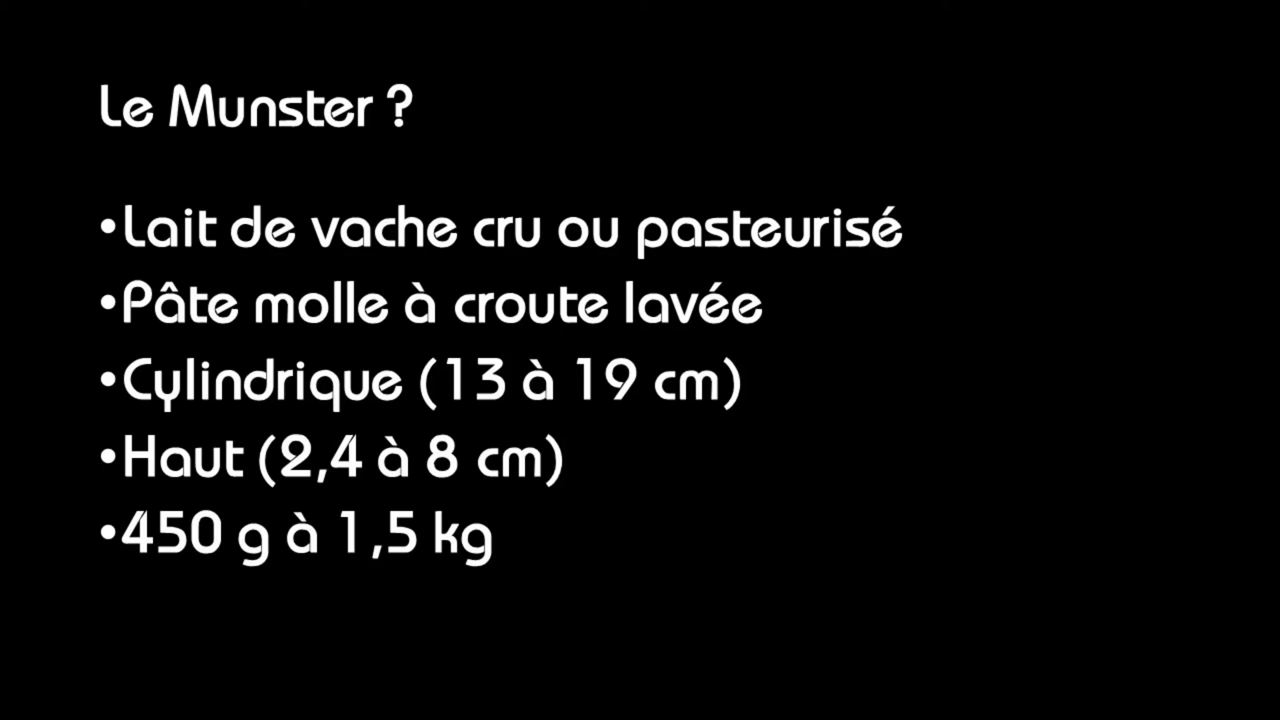 Le Munster ?
•Lait de vache cru ou pasteurisé
•Pâte molle à croute lavée
•Cylindrique (13 à 19 cm)
•Haut (2,4 à 8 cm)
•450 g à 1,5 kg